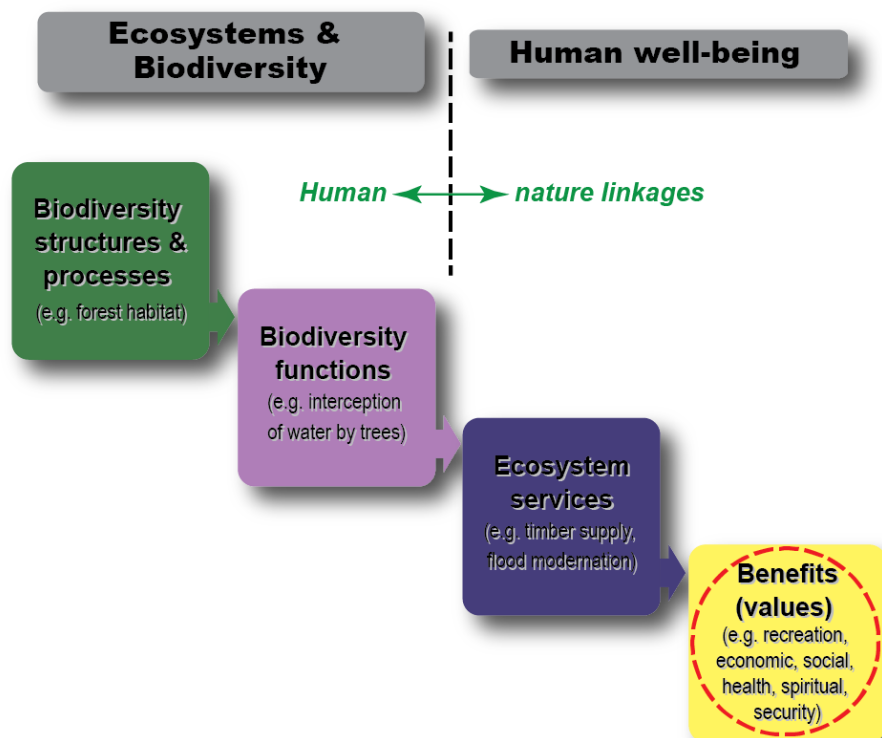 Ecosystems &
Biodiversity
Human well-being
Human
nature linkages
Biodiversity
structures &
processes
(e.g. forest habitat)
Biodiversity
functions
(e.g. interception
of water by trees)
Ecosystem
services
(e.g. timber supply,
flood modernation)
Benefits
(values)
(e.g. recreation,
economic, social,
health, spiritual,
security)